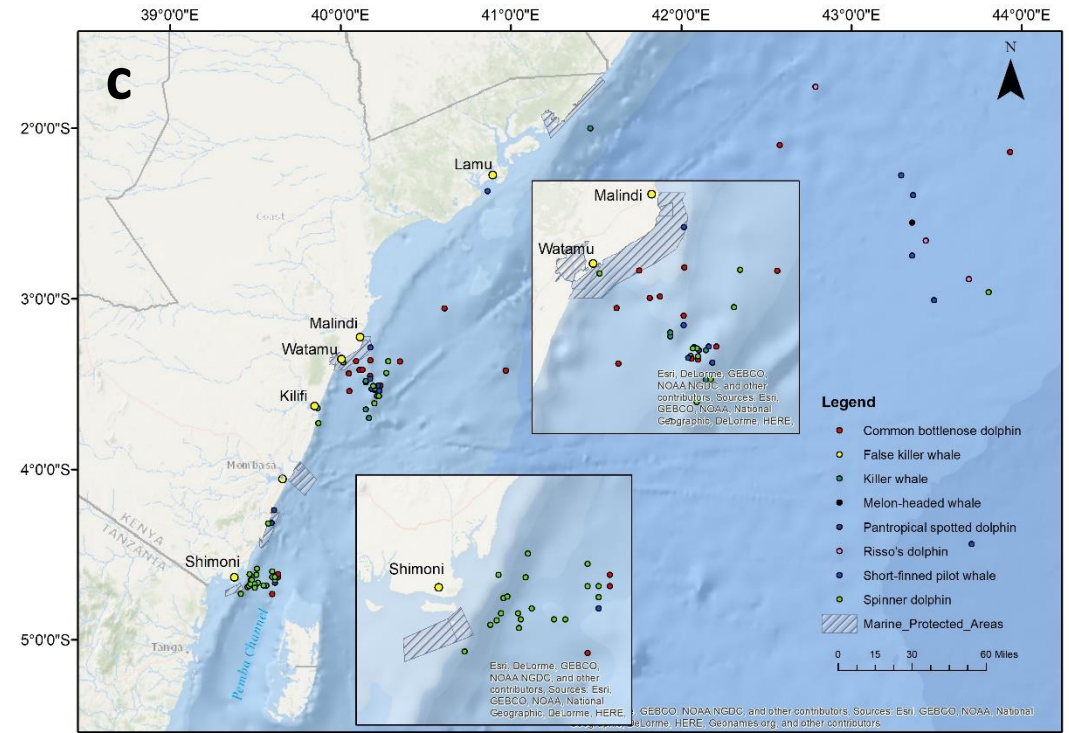 39°0'0"E 40°0'0"E 41°0'0"E 42°0'0"E 43°0'0"E 44°0'0"E
C
N
2°0'0"S
Lamu
Coast
Malindi
Watamu
3°0'0"S
Malindi
Watamu
Kilifi
Esri, DeLorme, GEBCO,
NOAA NGDC, and other
contributors, Sources: Esri,
GEBCO, NOAA, National
Geographic, DeLorme, HERE,
4°0'0"S
Mombasa
KENYA
TANZANIA
Shimoni
Shimoni
5°0'0"S
Tanga
Pemba Channel
Esri, DeLorme, GEBCO,
NOAA NGDC, and other
contributors, Sources: Esri,
GEBCO, NOAA, National
Geographic, DeLorme, HERE,
Legend
Common bottlenose dolphin
False killer whale
Killer whale
Melon-headed whale
Pantropical spotted dolphin
Risso's dolphin
Short-finned pilot whale
Spinner dolphin
Marine_Protected_Areas
0 15 30 60 Miles
GEBCO, NOAA NGDC, and other contributors, Sources: Esri, GEBCO, NOAA, National
DeLorme, HERE, Geonames.org, and other contributors